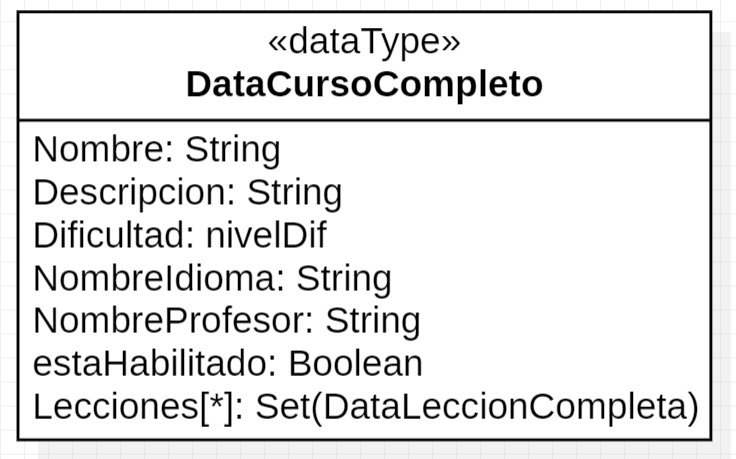 «dataType»
DataCursoCompleto
Nombre: String
Descripcion: String
Dificultad: nivelDif
NombreIdioma: String
NombreProfesor: String
estaHabilitado: Boolean
Lecciones[*]: Set(DataLeccionCompleta)